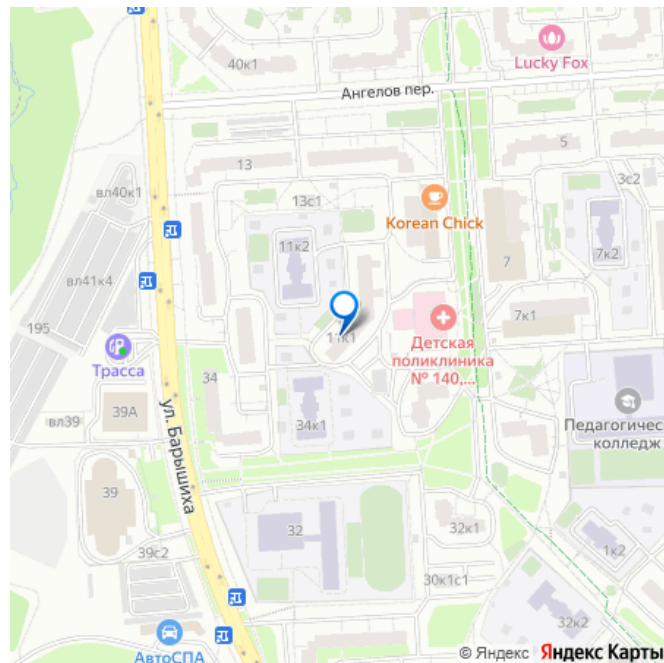 Lucky Fox
40к1
Ангелов пер.
5
13
вл40к1
3с2
13с1
Korean Chick
11к2
7к2
7
вл41к4
7к1
11к1
195
Детская
поликлиника
№ 140,...
Трасса
34
39А
ул. Барышиха
вл39
34к1
Педагогичес
колледж
39
32
32к1
39с2
1к2
30к1с1
32к2
АвтоСПА
© Яндекс Яндекс Карты